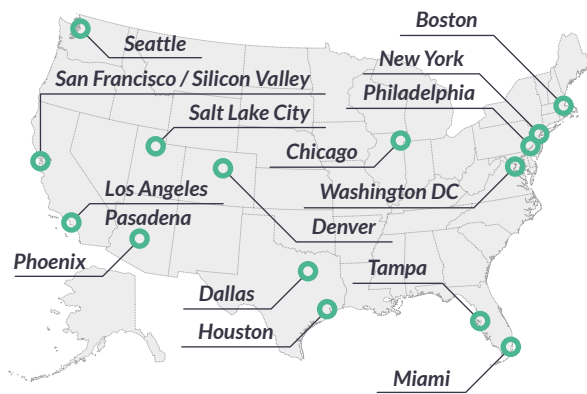 Boston
Seattle
New York
San Francisco / Silicon Valley
Philadelphia
Salt Lake City
Chicago
Los Angeles
Washington DC
Pasadena
Denver
Phoenix
Tampa
Dallas
Houston
Miami